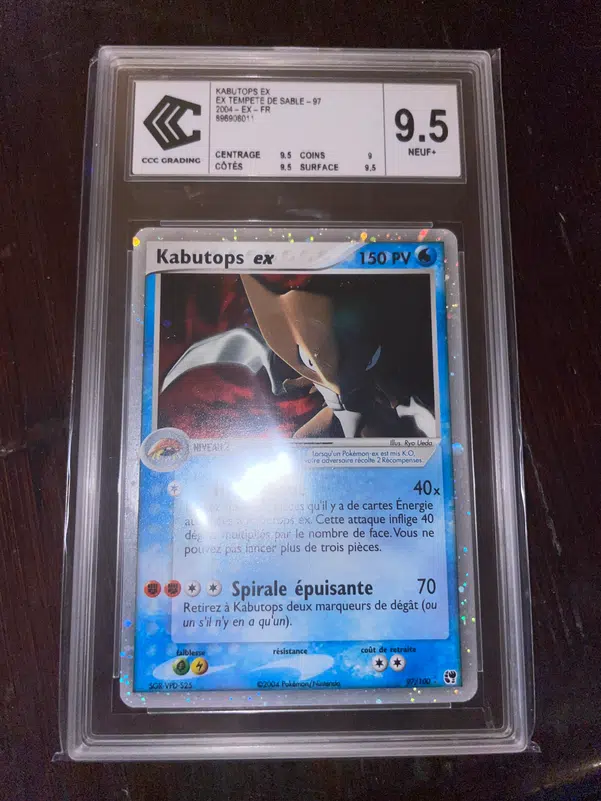 KABUTOPS EX
EX TEMPETE DE SABLE – 97
2004 – EX – FR
CCC GRADING
CENTRAGE 9.5 COINS 9
CÔTÉS 9.5 SURFACE 9.5
9.5
NEUF+
Kabutops ex 150 PV
Illus. Ryo Ueda
NIVEAU 2
Lorsqu'un Pokémon-ex est mis K.O,
adversaire récolte 2 Récompenses.
40x
qu'il y a de cartes Énergie
ex. Cette attaque inflige 40
multipliés par le nombre de face. Vous ne
pouvez pas lancer plus de trois pièces.
Spirale épuisante 70
Retirez à Kabutops deux marqueurs de dégât (ou
un s'il n'y en a qu'un).
faiblesse résistance coût de retraite
©2004 Pokémon/Nintendo
97/100